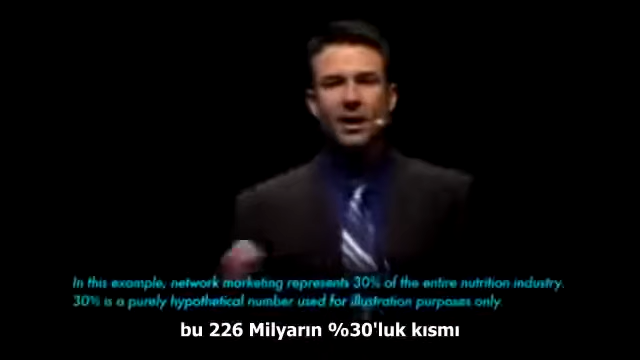 In this example, network marketing represents 30% of the entire nutrition industry.
30% is a purely hypothetical number used for illustration purposes only
bu 226 Milyarın %30'luk kısmı